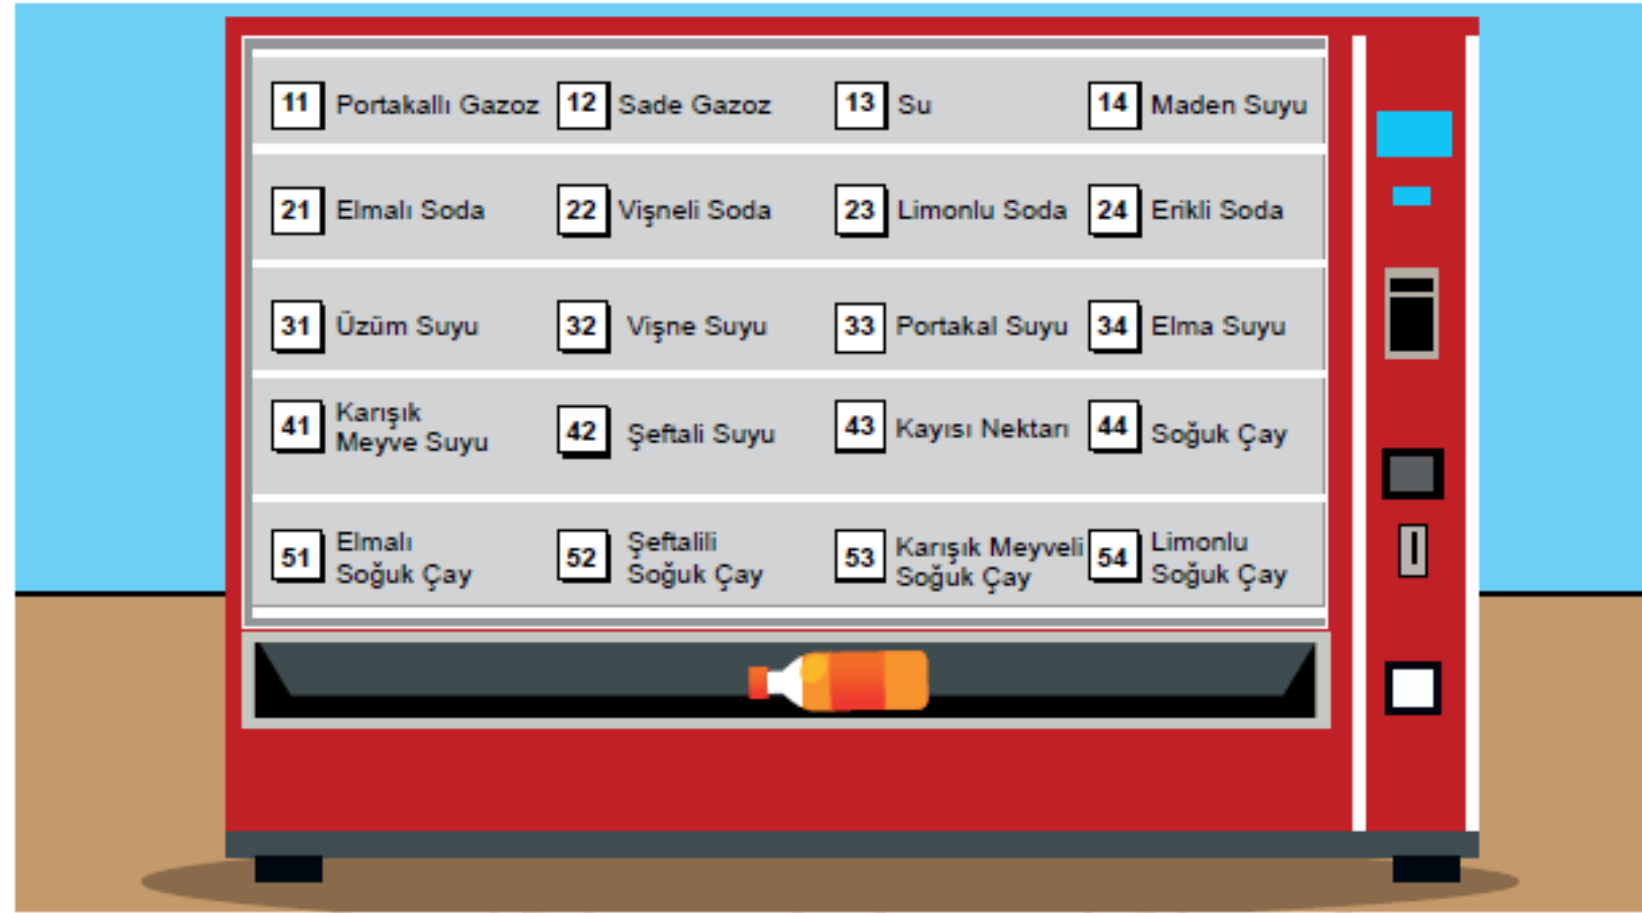 11 Portakallı Gazoz 12 Sade Gazoz 13 Su 14 Maden Suyu
21 Elmalı Soda 22 Vişneli Soda 23 Limonlu Soda 24 Erikli Soda
31 Üzüm Suyu 32 Vişne Suyu 33 Portakal Suyu 34 Elma Suyu
41 Karışık
Meyve Suyu
42 Şeftali Suyu 43 Kayısı Nektarı 44 Soğuk Çay
51 Elmalı
Soğuk Çay
52 Şeftalili
Soğuk Çay
53 Karışık Meyveli
Soğuk Çay
54 Limonlu
Soğuk Çay